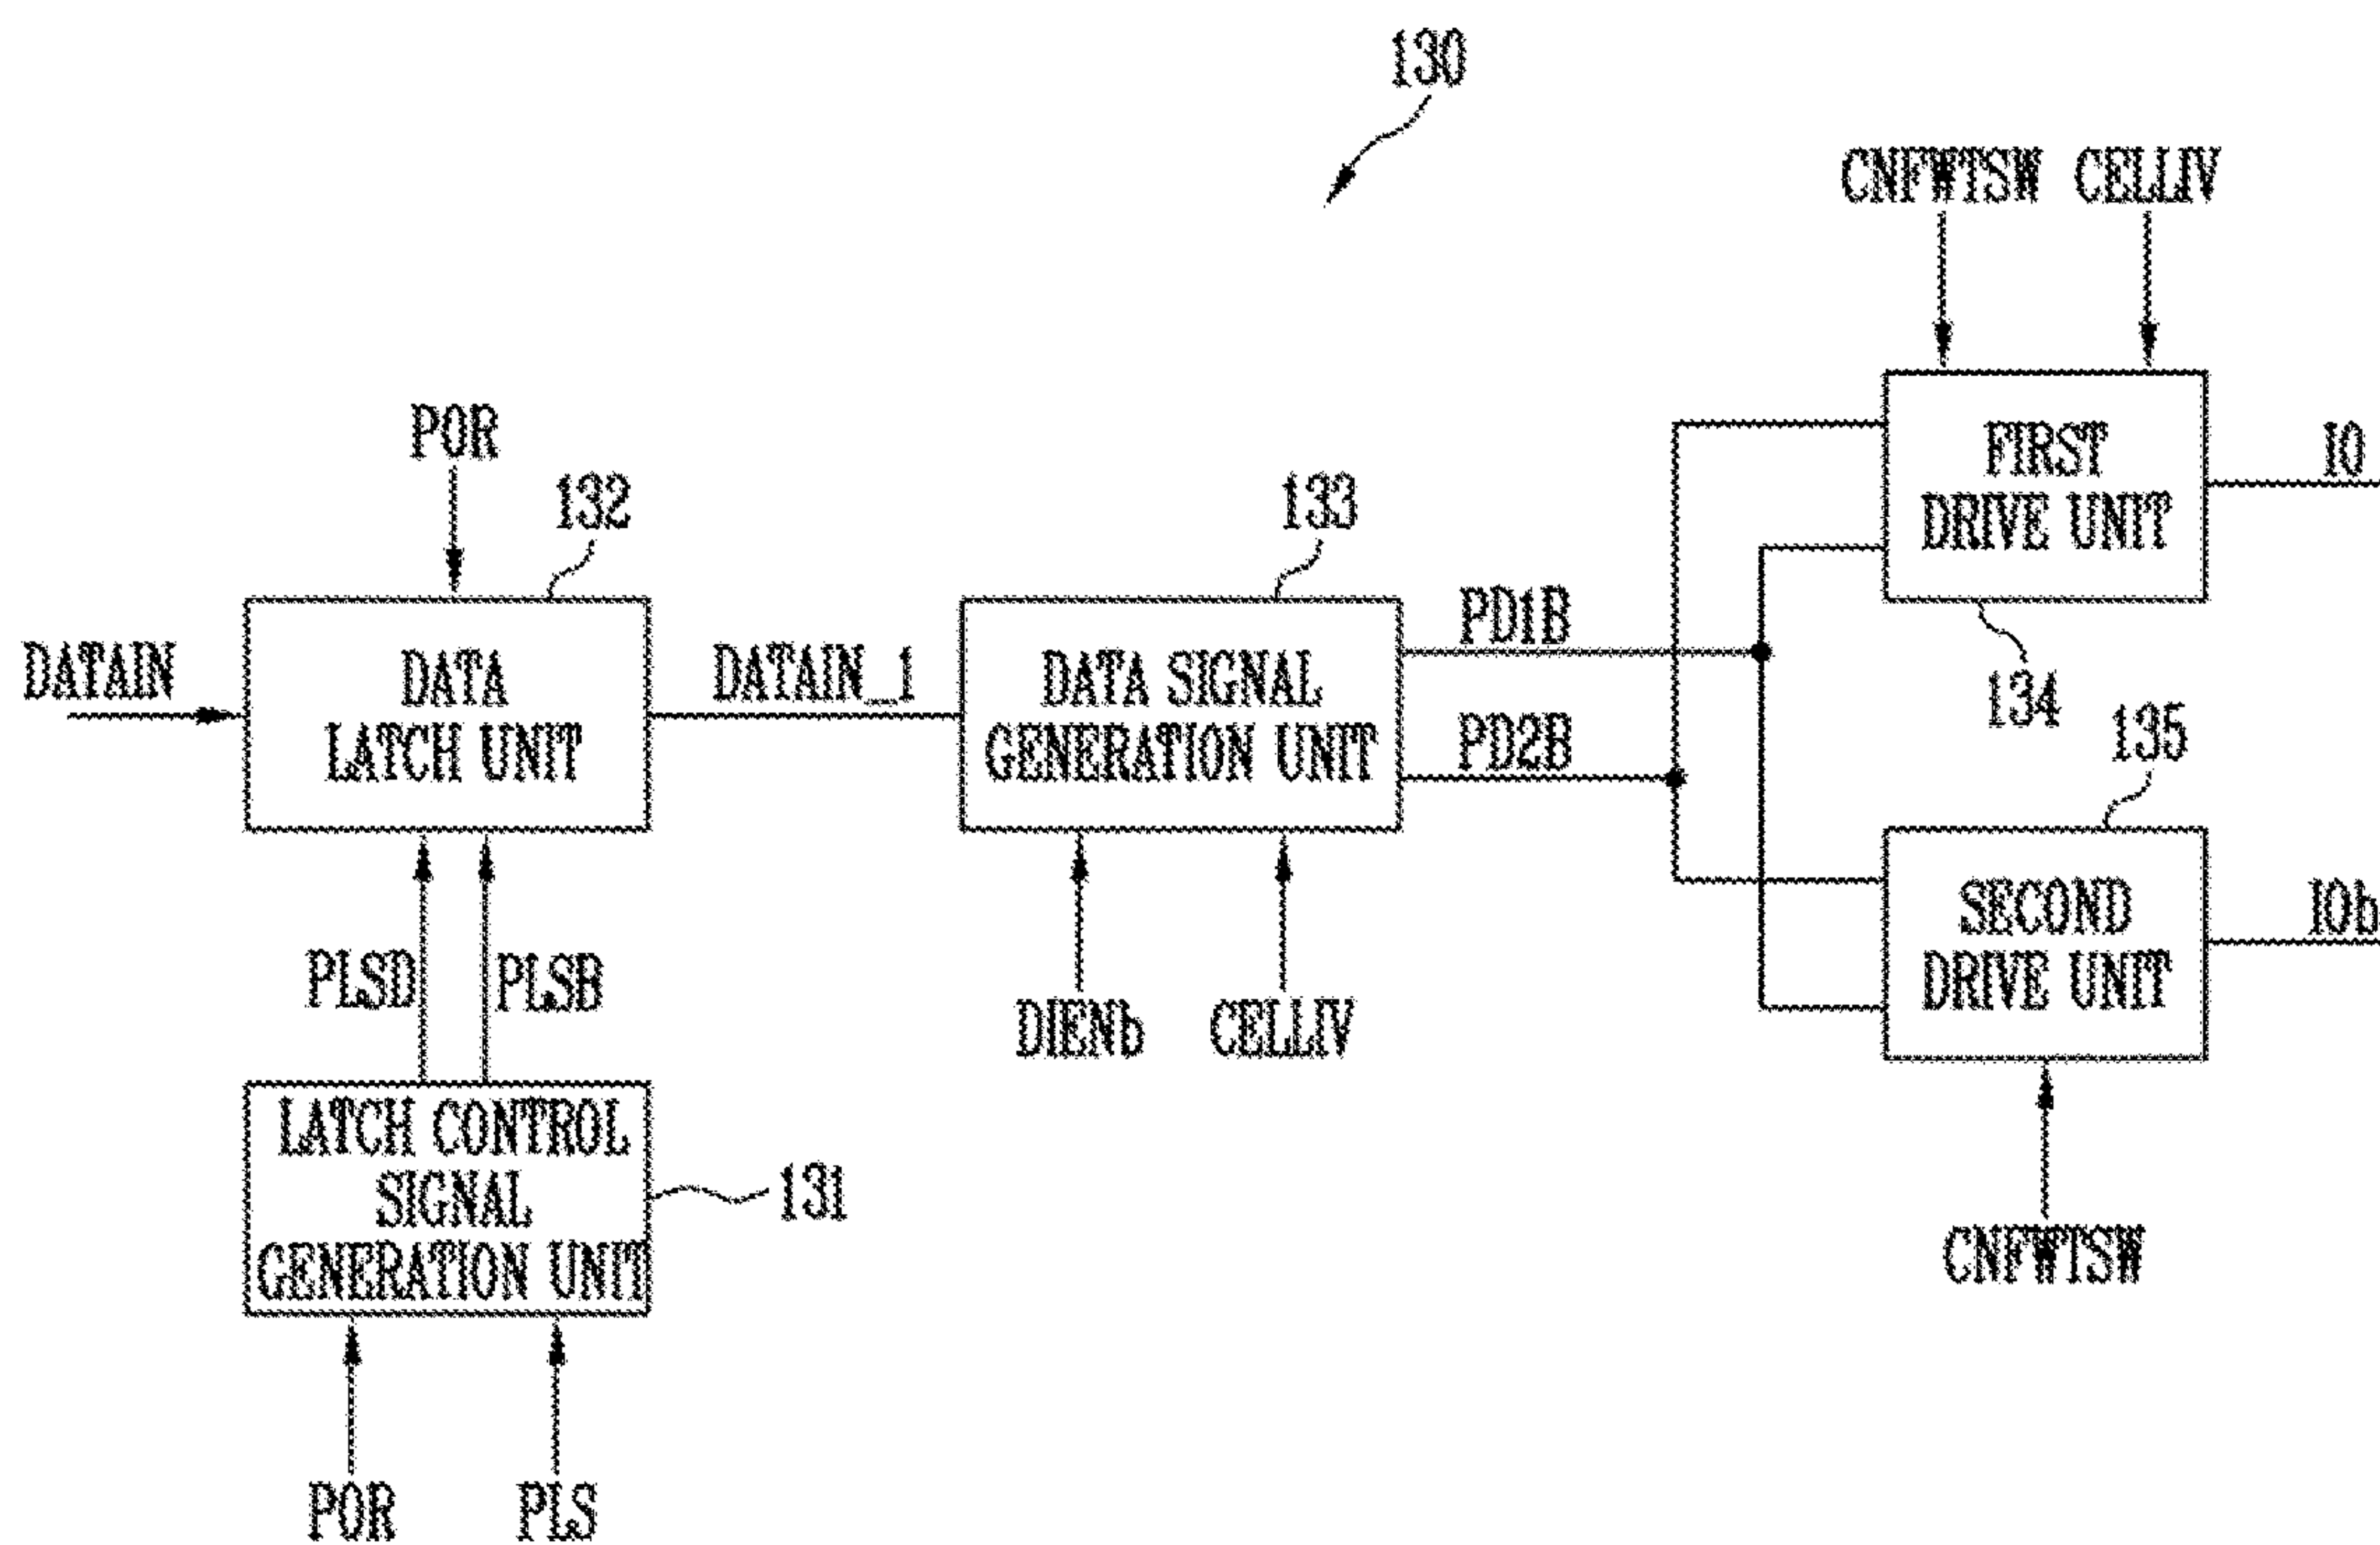 130
CNFWTSW CELLIV
POR
132
133
FIRST
DRIVE UNIT
IO
134
DATAIN
DATA
LATCH UNIT
DATAIN_1
DATA SIGNAL
GENERATION UNIT
PD1B
PD2B
135
SECOND
DRIVE UNIT
IOb
PLSD
PLSB
DIENb
CELLIV
LATCH CONTROL
SIGNAL
GENERATION UNIT
131
CNFWTSW
POR
PLS